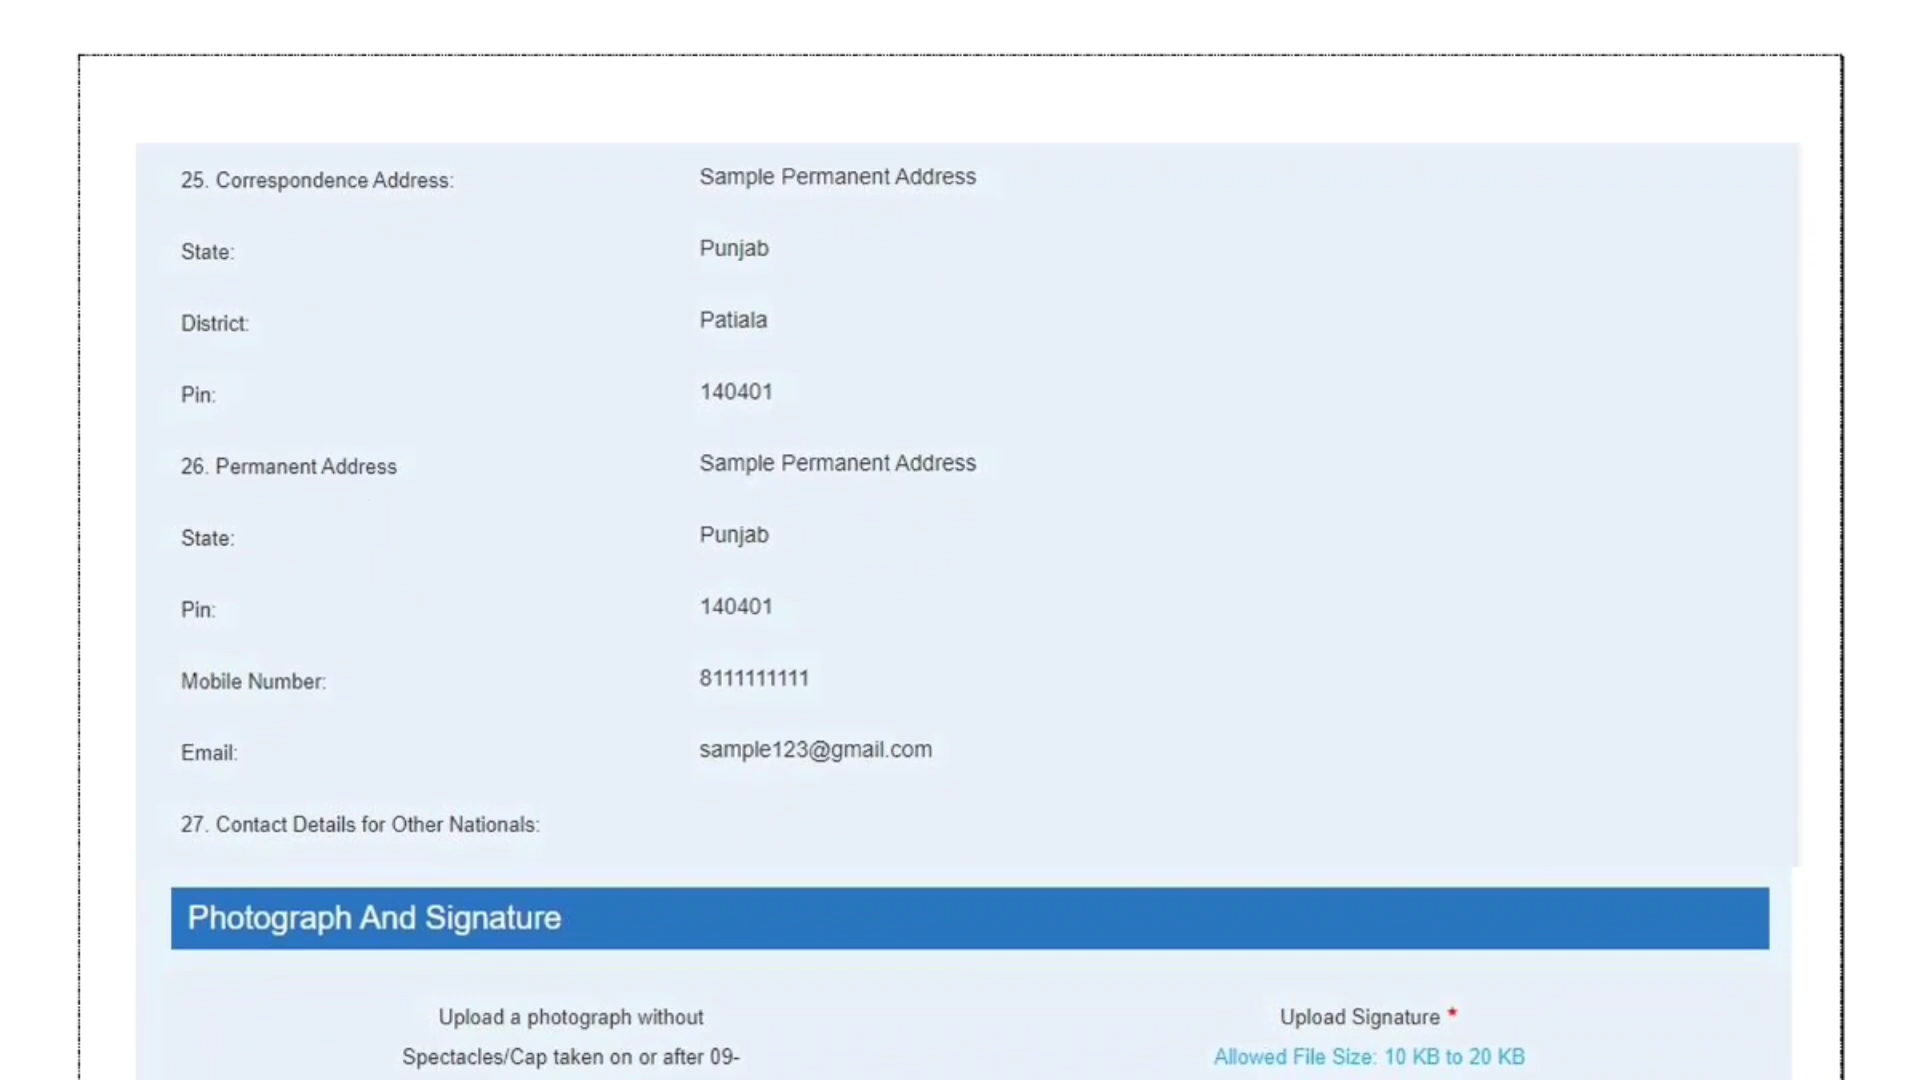 25. Correspondence Address: Sample Permanent Address
State: Punjab
District: Patiala
Pin: 140401
26. Permanent Address Sample Permanent Address
State: Punjab
Pin: 140401
Mobile Number: 8111111111
Email: sample123@gmail.com
27. Contact Details for Other Nationals:
Photograph And Signature
Upload a photograph without
Spectacles/Cap taken on or after 09-
Upload Signature *
Allowed File Size: 10 KB to 20 KB